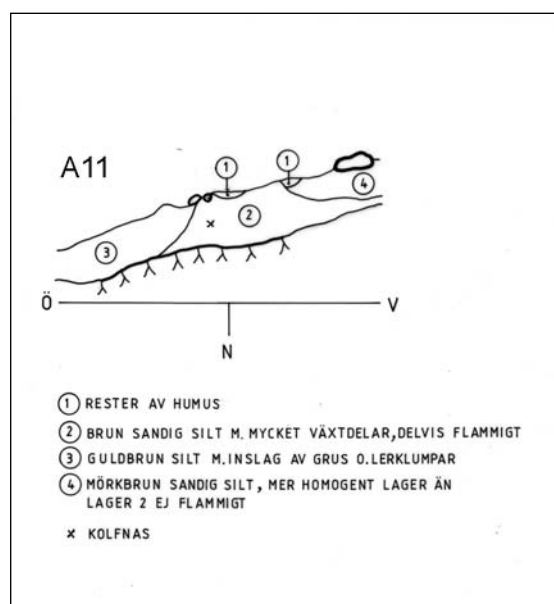 A11
1
1
4
2
3
Ö
V
N
1 RESTER AV HUMUS
2 BRUN SANDIG SILT M. MYCKET VÄXTDELAR, DELVIS FLAMMIGT
3 GULDBRUN SILT M. INSLAG AV GRUS O. LERKLUMPAR
4 MÖRKBRUN SANDIG SILT, MER HOMOGENT LAGER ÄN
LAGER 2 EJ FLAMMIGT
x KOLFNAS